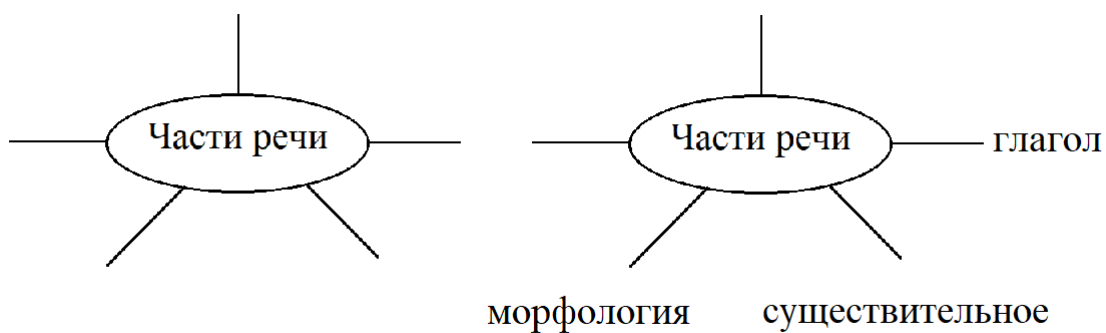 Части речи
Части речи
глагол
морфология
существительное